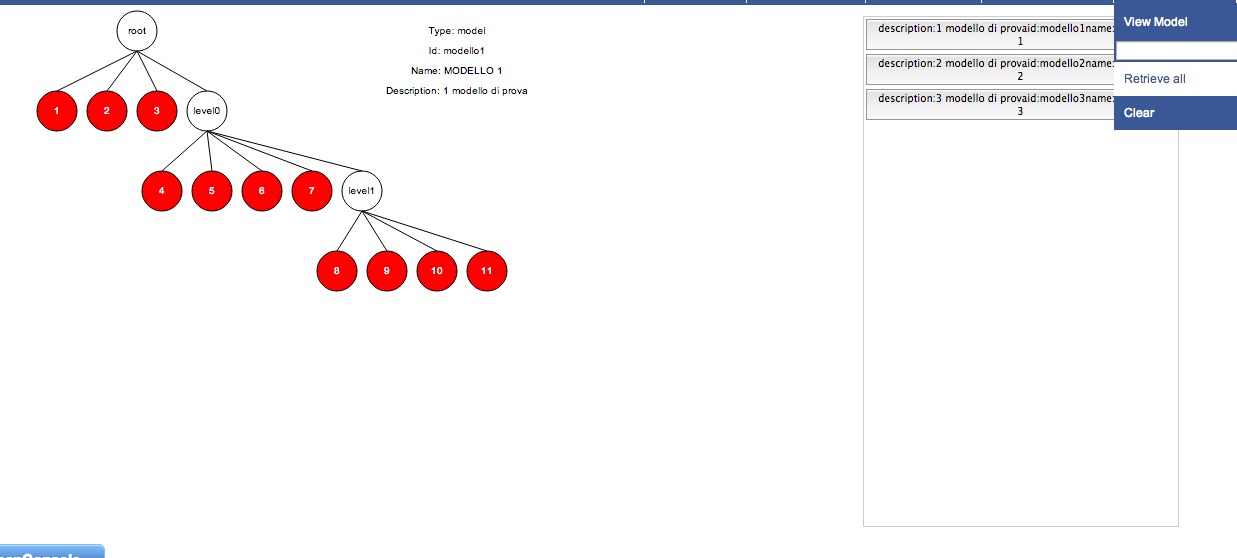 root
Type: model
Id: modello1
Name: MODELLO 1
Description: 1 modello di prova
1
2
3
level0
4
5
6
7
level1
8
9
10
11
description:1 modello di provaid:modello1name:
1
description:2 modello di provaid:modello2name:
2
description:3 modello di provaid:modello3name:
3
View Model
Retrieve all
Clear